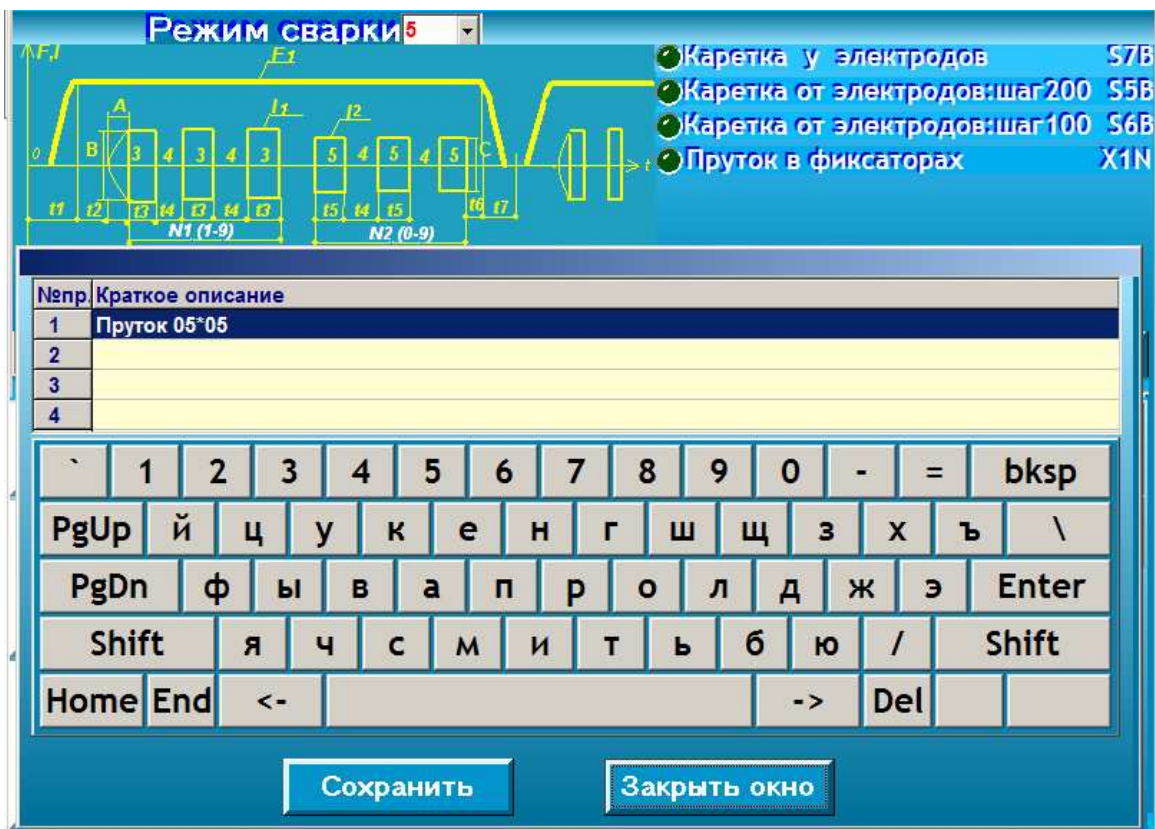 Режим сварки 5
F,I
F1
Каретка у электродов S7B
Каретка от электродов:шаг200 S5B
Каретка от электродов:шаг100 S6B
Пруток в фиксаторах X1N
A
I1
I2
B 3 4 3 4 3 5 4 5 4 5 C
0
t
t1 t2 t3 t4 t3 t4 t3 t5 t4 t5 t6 t7
N1 (1-9) N2 (0-9)
№пр. Краткое описание
1 Пруток 05*05
2
3
4
` 1 2 3 4 5 6 7 8 9 0 - = bksp
PgUp й ц у к е н г ш щ з х ъ \
PgDn ф ы в а п р о л д ж э Enter
Shift я ч с м и т ь б ю / Shift
Home End <- -> Del
Сохранить Закрыть окно